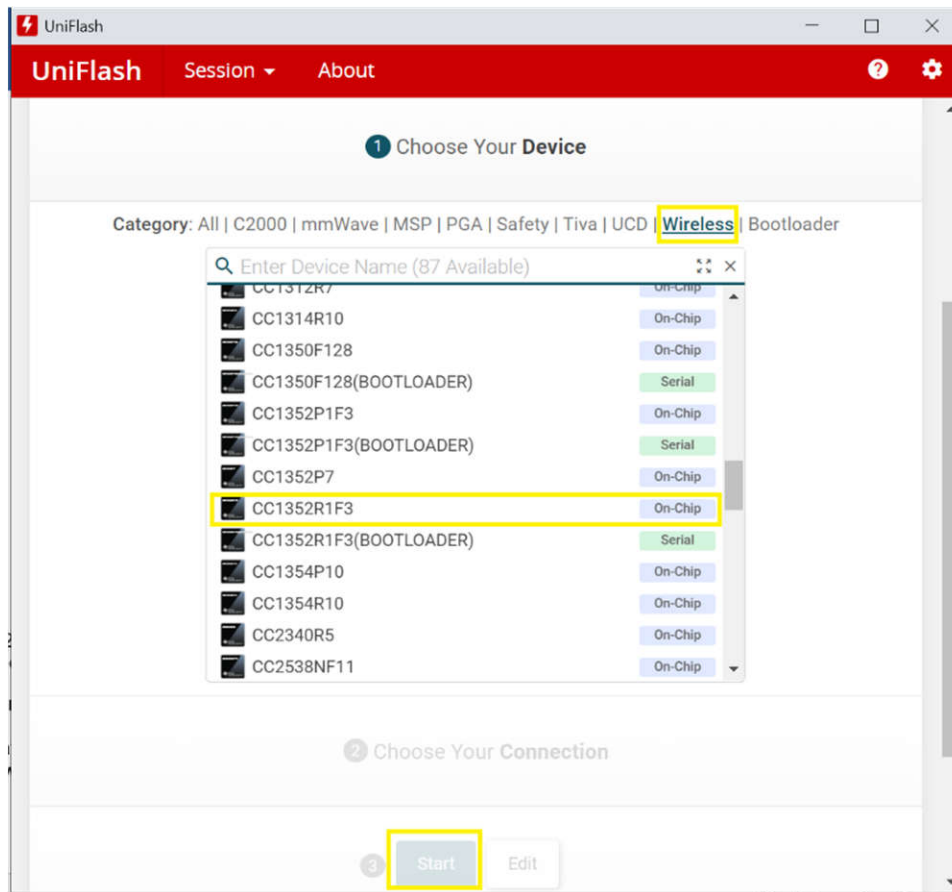 UniFlash
UniFlash Session About
1 Choose Your Device
Category: All | C2000 | mmWave | MSP | PGA | Safety | Tiva | UCD | Wireless | Bootloader
Enter Device Name (87 Available)
CC1312R7 On-Chip
CC1314R10 On-Chip
CC1350F128 On-Chip
CC1350F128(BOOTLOADER) Serial
CC1352P1F3 On-Chip
CC1352P1F3(BOOTLOADER) Serial
CC1352P7 On-Chip
CC1352R1F3 On-Chip
CC1352R1F3(BOOTLOADER) Serial
CC1354P10 On-Chip
CC1354R10 On-Chip
CC2340R5 On-Chip
CC2538NF11 On-Chip
2 Choose Your Connection
3 Start Edit